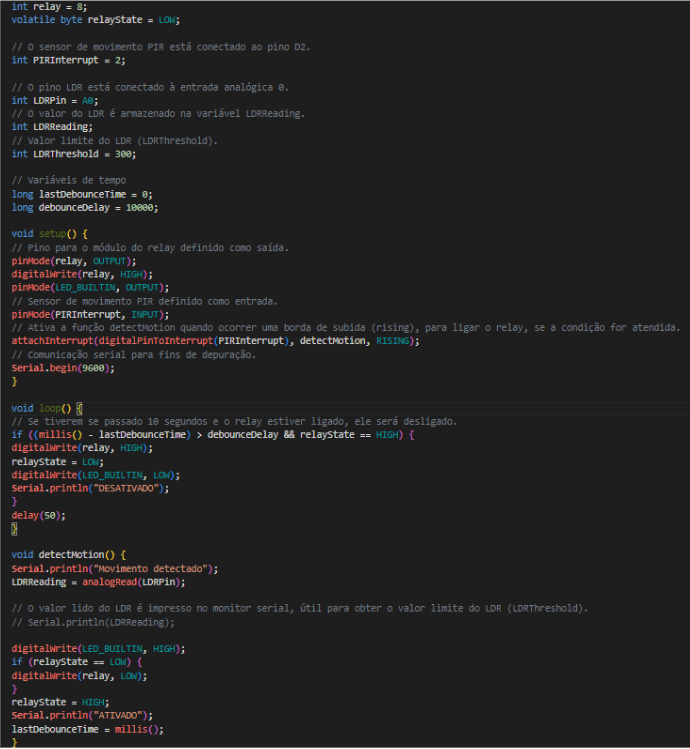 int relay = 8;
volatile byte relayState = LOW;
// O sensor de movimento PIR está conectado ao pino D2.
int PIRInterrupt = 2;
// O pino LDR está conectado à entrada analógica 0.
int LDRPin = A0;
// O valor do LDR é armazenado na variável LDRReading.
int LDRReading;
// Valor limite do LDR (LDRThreshold).
int LDRThreshold = 300;
// Variáveis de tempo
long lastDebounceTime = 0;
long debounceDelay = 10000;
void setup() {
// Pino para o módulo do relay definido como saída.
pinMode(relay, OUTPUT);
digitalWrite(relay, HIGH);
pinMode(LED_BUILTIN, OUTPUT);
// Sensor de movimento PIR definido como entrada.
pinMode(PIRInterrupt, INPUT);
// Ativa a função detectMotion quando ocorrer uma borda de subida (rising), para ligar o relay, se a condição for atendida.
attachInterrupt(digitalPinToInterrupt(PIRInterrupt), detectMotion, RISING);
// Comunicação serial para fins de depuração.
Serial.begin(9600);
}
void loop() {
// Se tiverem se passado 10 segundos e o relay estiver ligado, ele será desligado.
if ((millis() - lastDebounceTime) > debounceDelay && relayState == HIGH) {
digitalWrite(relay, HIGH);
relayState = LOW;
digitalWrite(LED_BUILTIN, LOW);
Serial.println("DESATIVADO");
}
delay(50);
}
void detectMotion() {
Serial.println("Movimento detectado");
LDRReading = analogRead(LDRPin);
// O valor lido do LDR é impresso no monitor serial, útil para obter o valor limite do LDR (LDRThreshold).
// Serial.println(LDRReading);
digitalWrite(LED_BUILTIN, HIGH);
if (relayState == LOW) {
digitalWrite(relay, LOW);
}
relayState = HIGH;
Serial.println("ATIVADO");
lastDebounceTime = millis();
}